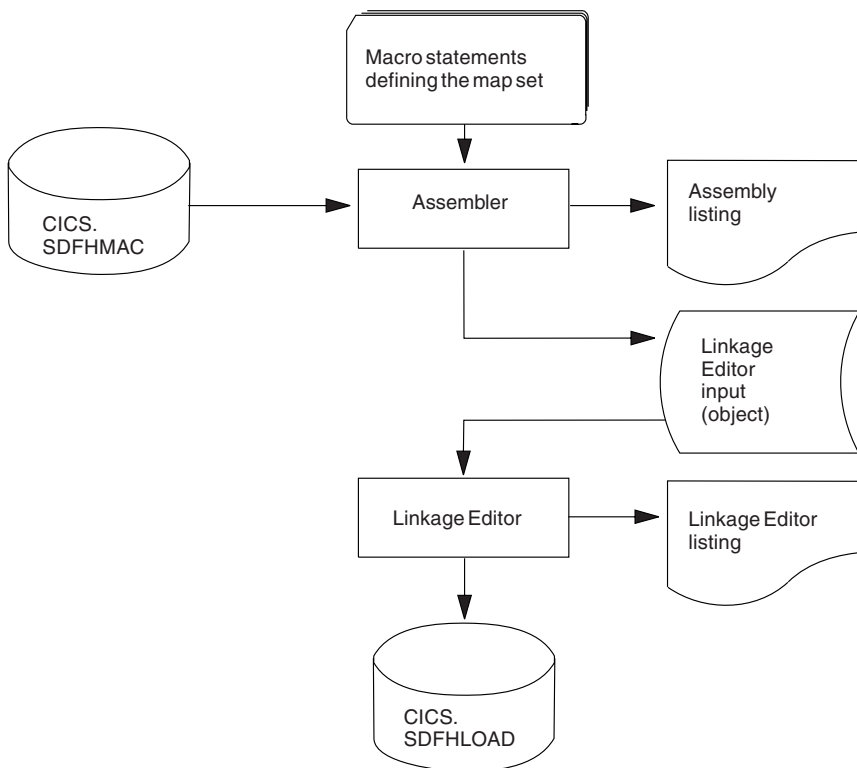 Macro statements
defining the map set
CICS.
SDFHMAC
Assembler
Assembly
listing
Linkage
Editor
input
(object)
Linkage Editor
Linkage Editor
listing
CICS.
SDFHLOAD